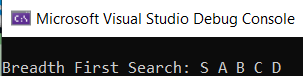 Microsoft Visual Studio Debug Console
Breadth First Search: S A B C D